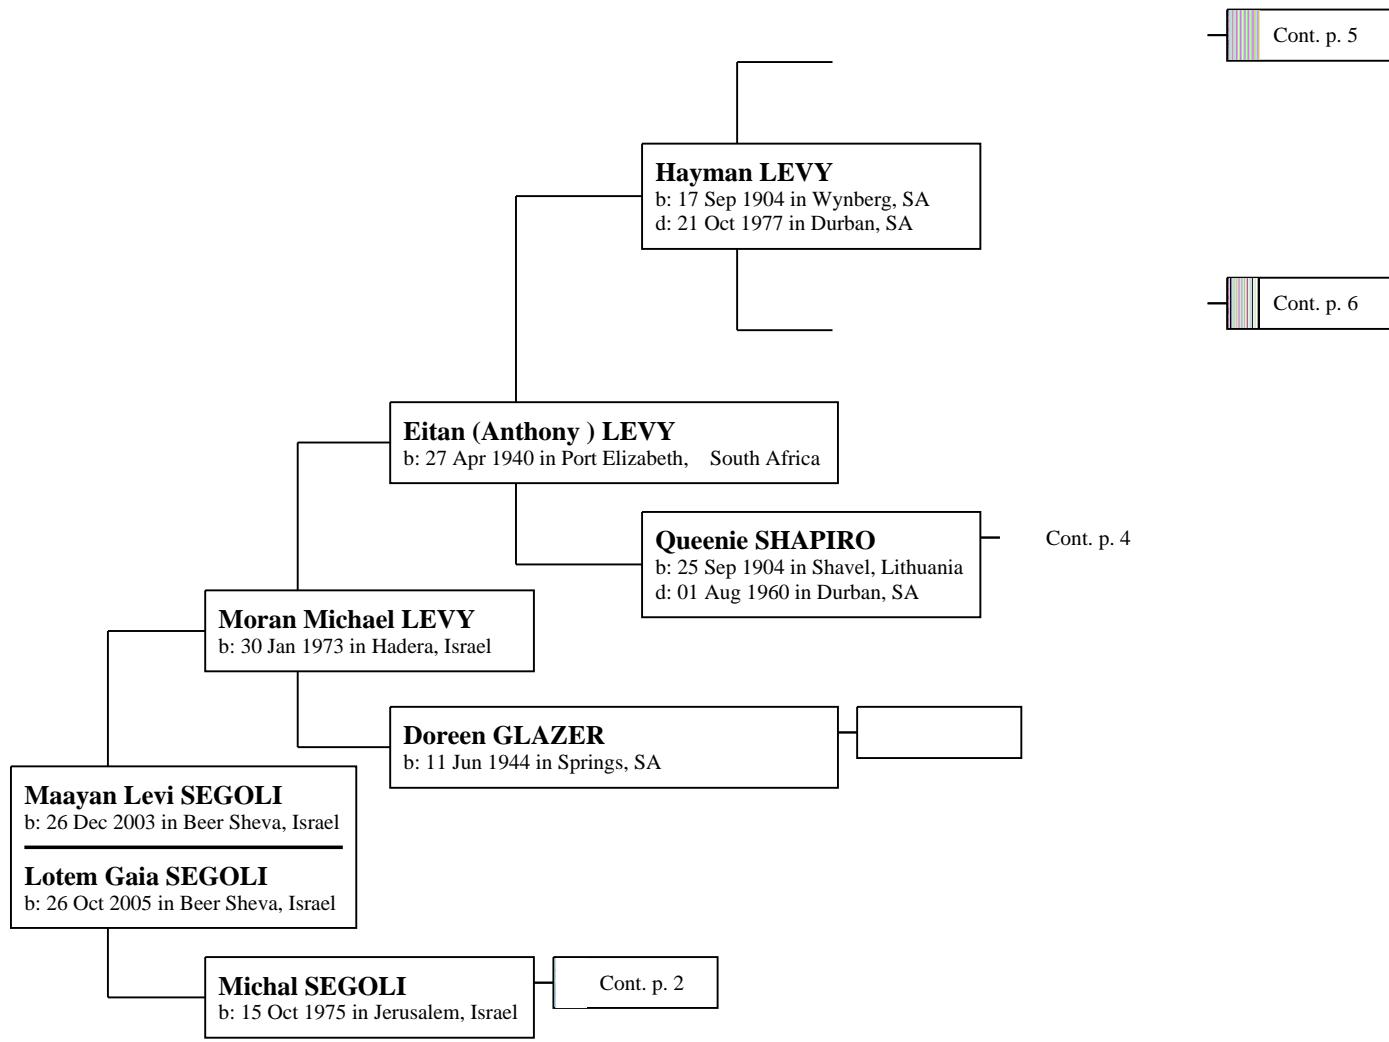 Cont. p. 5
Hayman LEVY
b: 17 Sep 1904 in Wynberg, SA
d: 21 Oct 1977 in Durban, SA
Cont. p. 6
Eitan (Anthony ) LEVY
b: 27 Apr 1940 in Port Elizabeth, South Africa
Queenie SHAPIRO
b: 25 Sep 1904 in Shavel, Lithuania
d: 01 Aug 1960 in Durban, SA
Cont. p. 4
Moran Michael LEVY
b: 30 Jan 1973 in Hadera, Israel
Doreen GLAZER
b: 11 Jun 1944 in Springs, SA
Maayan Levi SEGOLI
b: 26 Dec 2003 in Beer Sheva, Israel
Lotem Gaia SEGOLI
b: 26 Oct 2005 in Beer Sheva, Israel
Michal SEGOLI
b: 15 Oct 1975 in Jerusalem, Israel
Cont. p. 2